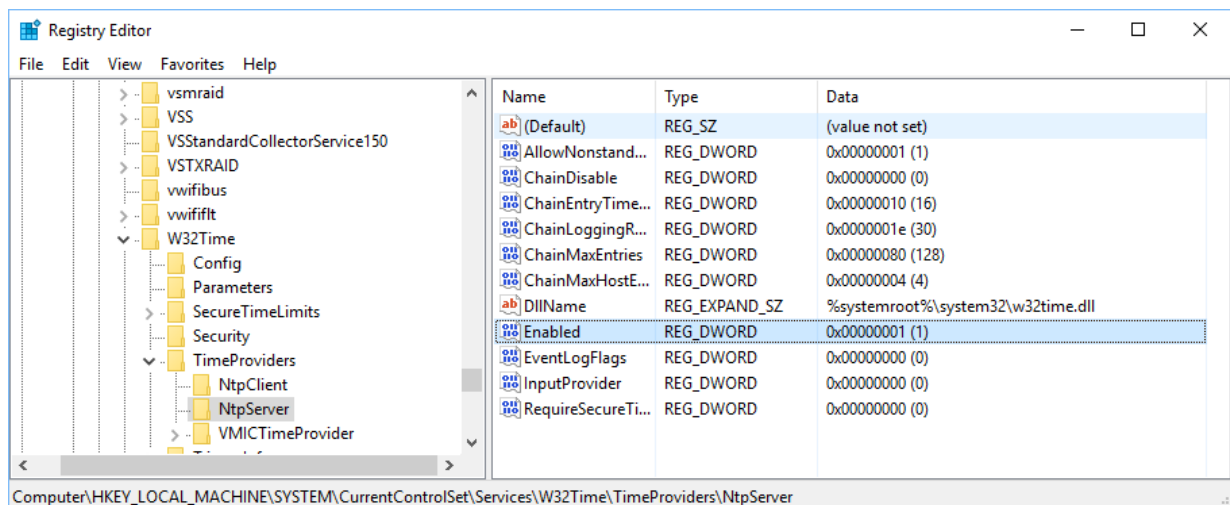 Registry Editor
File Edit View Favorites Help
vsmraid
VSS
VSStandardCollectorService150
VSTXRAID
vwifibus
vwififlt
W32Time
Config
Parameters
SecureTimeLimits
Security
TimeProviders
NtpClient
NtpServer
VMICTimeProvider
Name Type Data
(Default) REG_SZ (value not set)
AllowNonstand... REG_DWORD 0x00000001 (1)
ChainDisable REG_DWORD 0x00000000 (0)
ChainEntryTime... REG_DWORD 0x00000010 (16)
ChainLoggingR... REG_DWORD 0x0000001e (30)
ChainMaxEntries REG_DWORD 0x00000080 (128)
ChainMaxHostE... REG_DWORD 0x00000004 (4)
DllName REG_EXPAND_SZ %systemroot%\system32\w32time.dll
Enabled REG_DWORD 0x00000001 (1)
EventLogFlags REG_DWORD 0x00000000 (0)
InputProvider REG_DWORD 0x00000000 (0)
RequireSecureTi... REG_DWORD 0x00000000 (0)
Computer\HKEY_LOCAL_MACHINE\SYSTEM\CurrentControlSet\Services\W32Time\TimeProviders\NtpServer